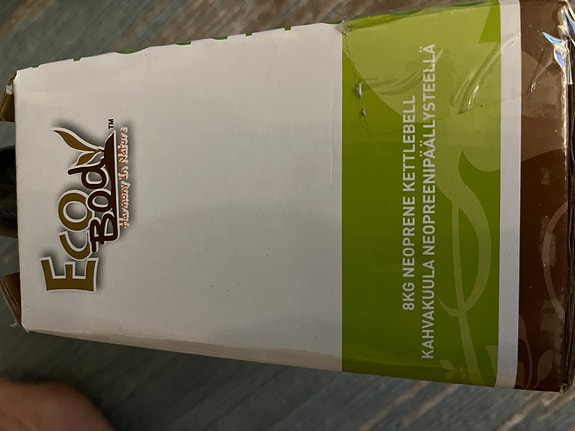 ECO
BODY™
Harmony In Nature
8KG NEOPRENE KETTLEBELL
KAHVAKUULA NEOPREENIPÄÄLLYSTEELLÄ